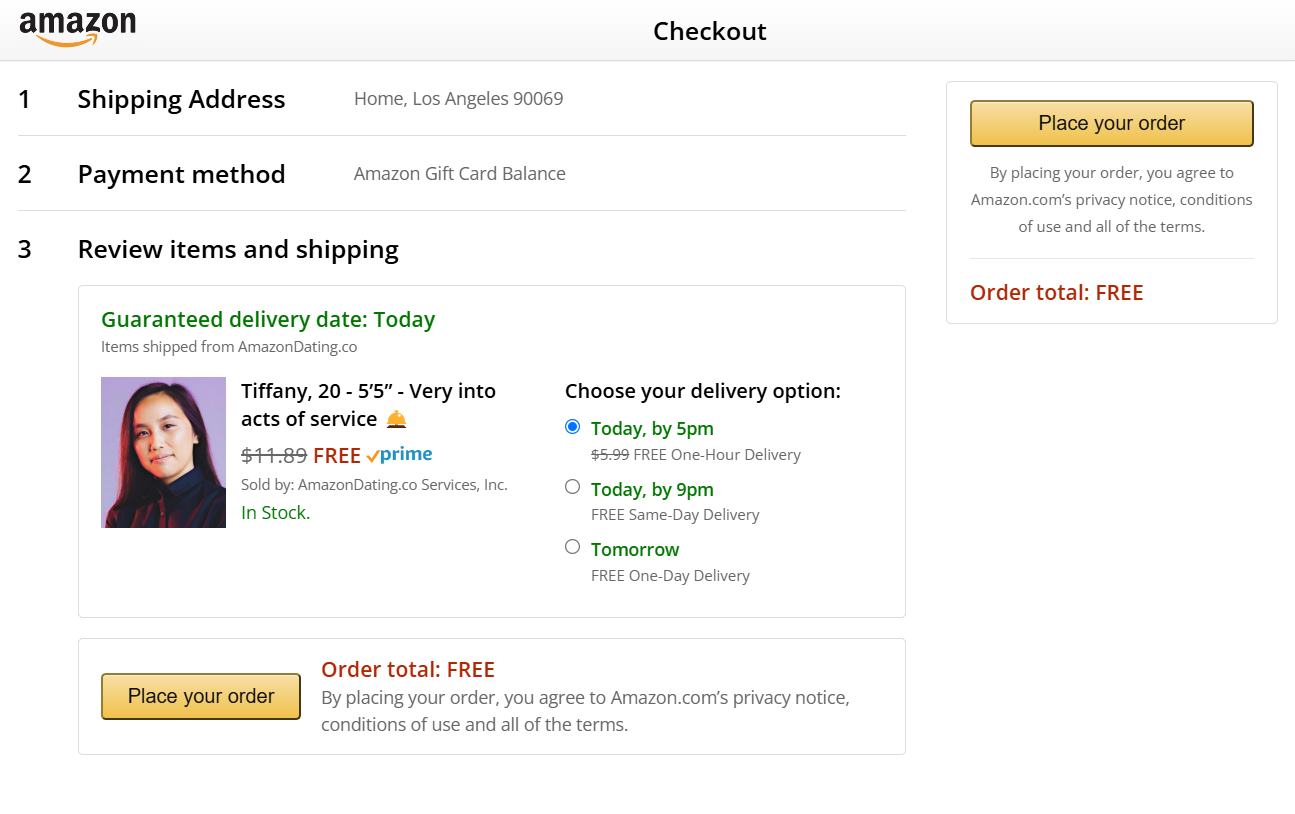 amazon
Checkout
1 Shipping Address Home, Los Angeles 90069
2 Payment method Amazon Gift Card Balance
3 Review items and shipping
Guaranteed delivery date: Today
Items shipped from AmazonDating.co
Tiffany, 20 - 5’5” - Very into
acts of service
$11.89 FREE prime
Sold by: AmazonDating.co Services, Inc.
In Stock.
Choose your delivery option:
Today, by 5pm
$5.99 FREE One-Hour Delivery
Today, by 9pm
FREE Same-Day Delivery
Tomorrow
FREE One-Day Delivery
Place your order
Order total: FREE
By placing your order, you agree to Amazon.com’s privacy notice,
conditions of use and all of the terms.
Place your order
By placing your order, you agree to
Amazon.com’s privacy notice, conditions
of use and all of the terms.
Order total: FREE